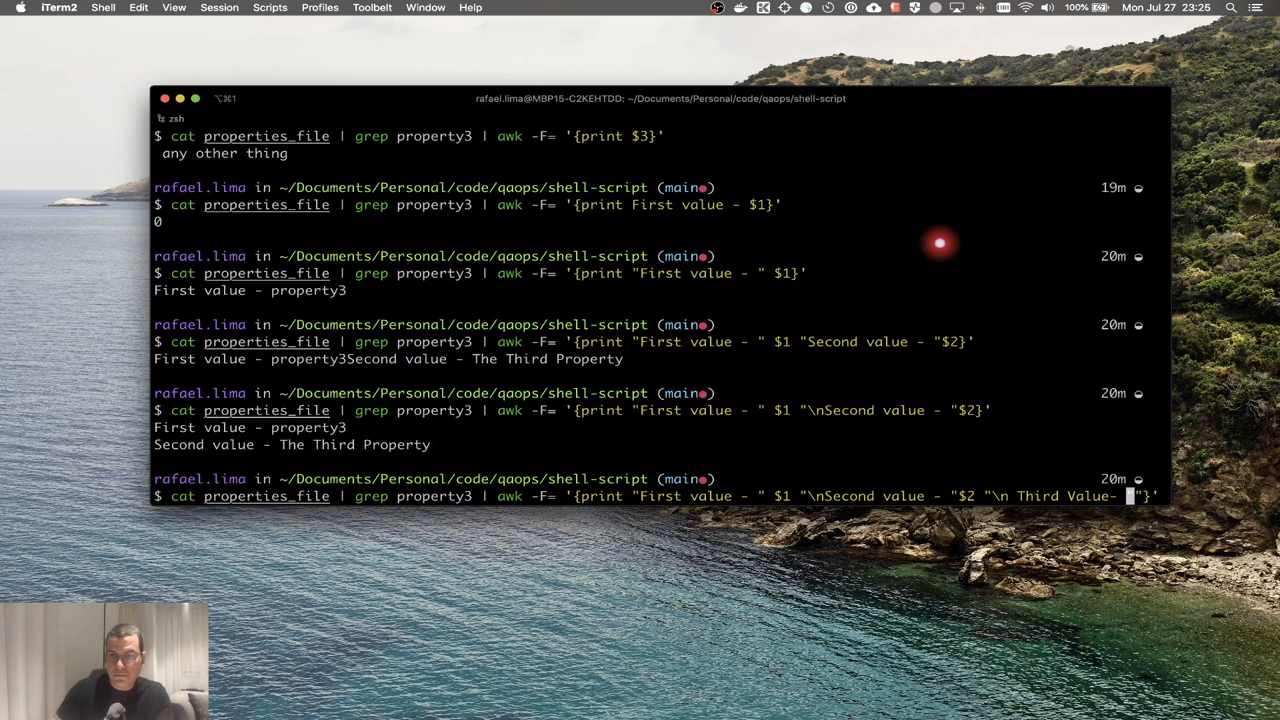 iTerm2 Shell Edit View Session Scripts Profiles Toolbelt Window Help 100% Mon Jul 27 23:25
⌥⌘1 rafael.lima@MBP15-C2KEHTDD: ~/Documents/Personal/code/qaops/shell-script
zsh
$ cat properties_file | grep property3 | awk -F= '{print $3}'
any other thing
rafael.lima in ~/Documents/Personal/code/qaops/shell-script (main●) 19m
$ cat properties_file | grep property3 | awk -F= '{print First value - $1}'
0
rafael.lima in ~/Documents/Personal/code/qaops/shell-script (main●) 20m
$ cat properties_file | grep property3 | awk -F= '{print "First value - " $1}'
First value - property3
rafael.lima in ~/Documents/Personal/code/qaops/shell-script (main●) 20m
$ cat properties_file | grep property3 | awk -F= '{print "First value - " $1 "Second value - "$2}'
First value - property3Second value - The Third Property
rafael.lima in ~/Documents/Personal/code/qaops/shell-script (main●) 20m
$ cat properties_file | grep property3 | awk -F= '{print "First value - " $1 "\nSecond value - "$2}'
First value - property3
Second value - The Third Property
rafael.lima in ~/Documents/Personal/code/qaops/shell-script (main●) 20m
$ cat properties_file | grep property3 | awk -F= '{print "First value - " $1 "\nSecond value - "$2 "\n Third Value- ""}'